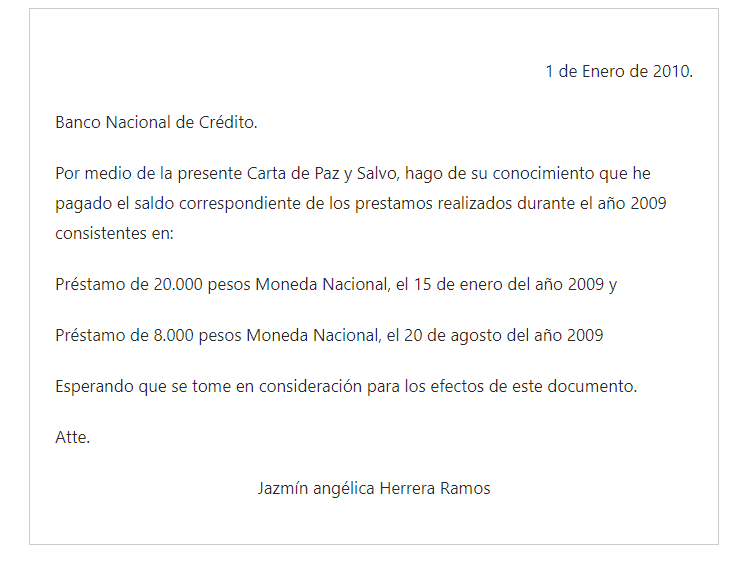 1 de Enero de 2010.
Banco Nacional de Crédito.
Por medio de la presente Carta de Paz y Salvo, hago de su conocimiento que he
pagado el saldo correspondiente de los prestamos realizados durante el año 2009
consistentes en:
Préstamo de 20.000 pesos Moneda Nacional, el 15 de enero del año 2009 y
Préstamo de 8.000 pesos Moneda Nacional, el 20 de agosto del año 2009
Esperando que se tome en consideración para los efectos de este documento.
Atte.
Jazmín angélica Herrera Ramos